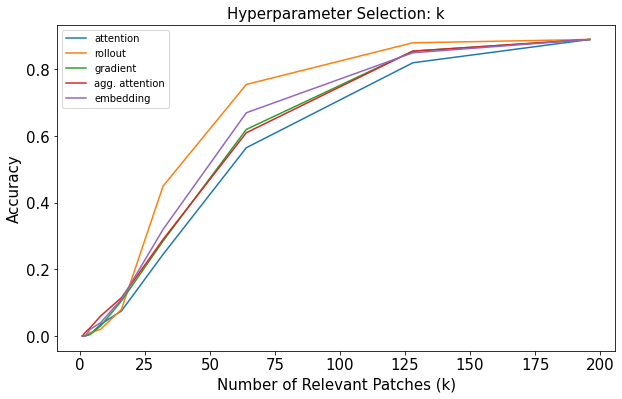 Hyperparameter Selection: k
attention
rollout
gradient
agg. attention
embedding
Accuracy
0.8
0.6
0.4
0.2
0.0
0 25 50 75 100 125 150 175 200
Number of Relevant Patches (k)